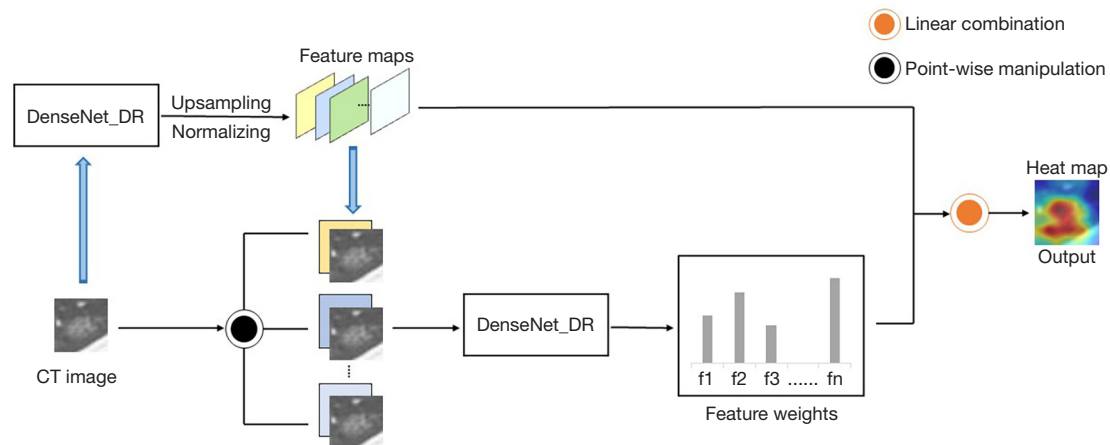 Linear combination
Point-wise manipulation
Feature maps
DenseNet_DR
Upsampling
Normalizing
Heat map
Output
CT image
DenseNet_DR
f1 f2 f3 ...... fn
Feature weights